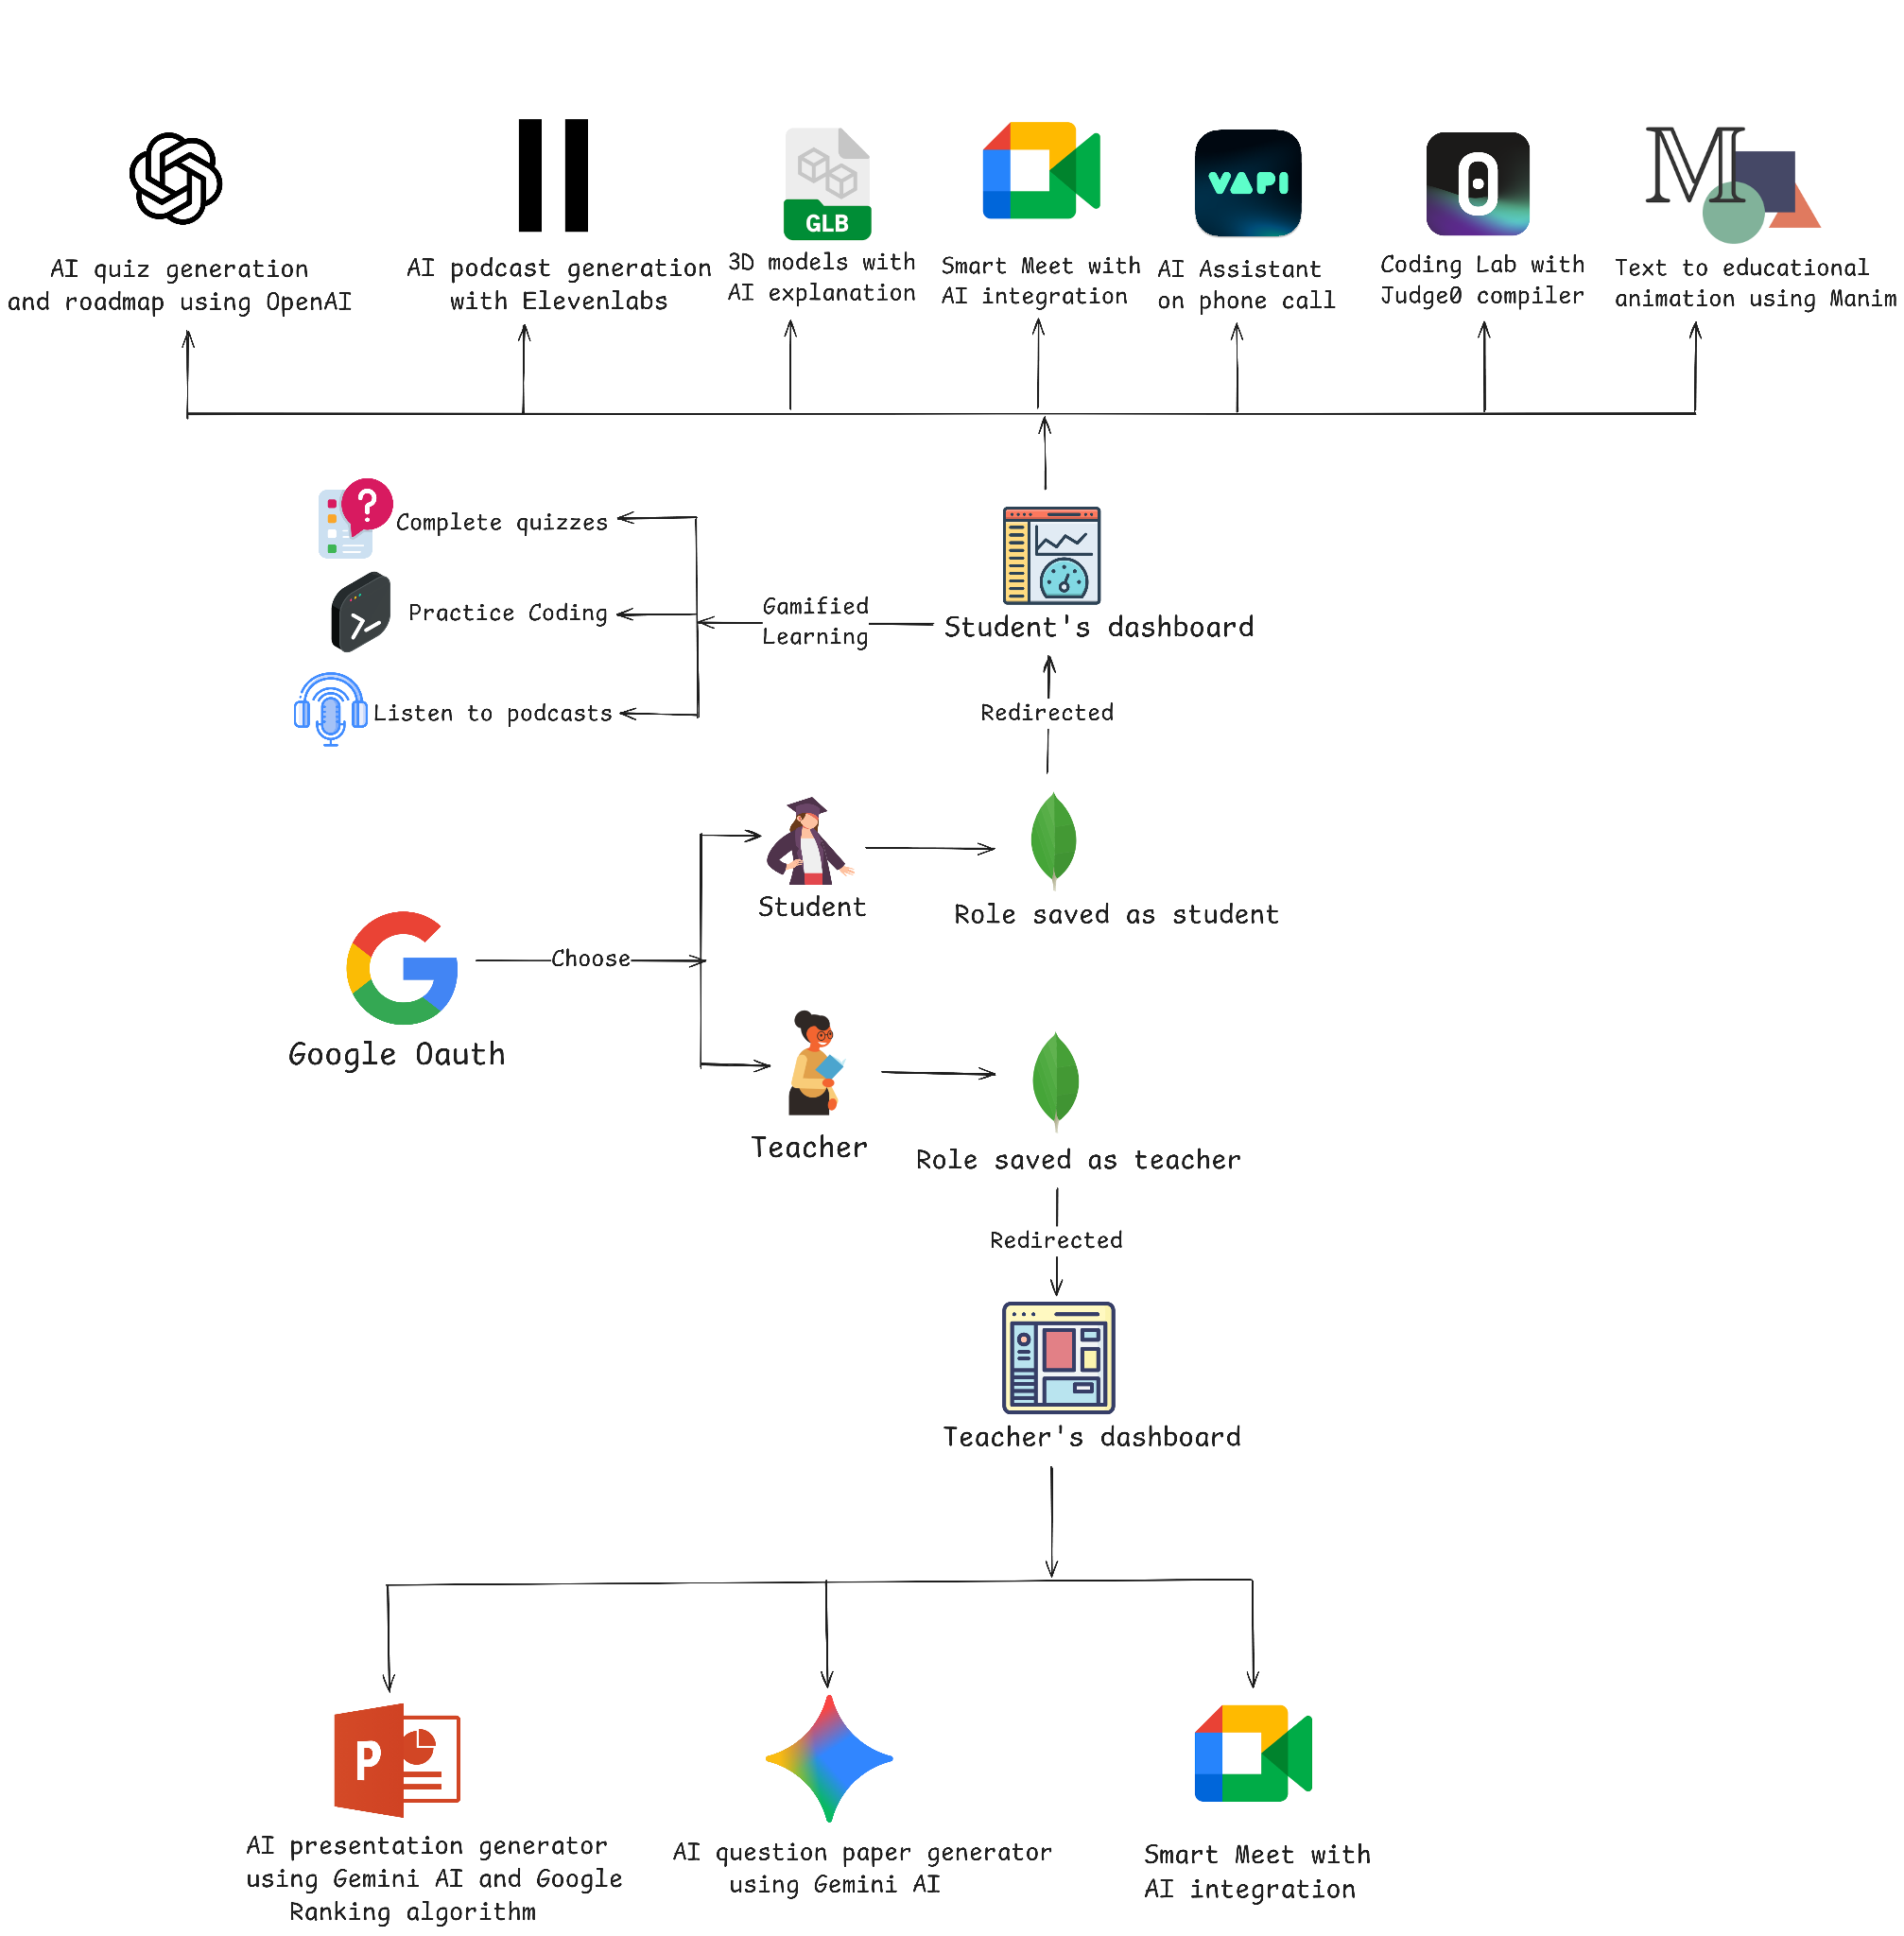 GLB
VAPI
AI quiz generation
and roadmap using OpenAI
AI podcast generation
with Elevenlabs
3D models with
AI explanation
Smart Meet with
AI integration
AI Assistant
on phone call
Coding Lab with
Judge0 compiler
M
Text to educational
animation using Manim
Complete quizzes
Practice Coding
Listen to podcasts
Gamified
Learning
Student's dashboard
Redirected
Student
Role saved as student
Google Oauth
Choose
Teacher
Role saved as teacher
Redirected
Teacher's dashboard
P
AI presentation generator
using Gemini AI and Google
Ranking algorithm
AI question paper generator
using Gemini AI
Smart Meet with
AI integration